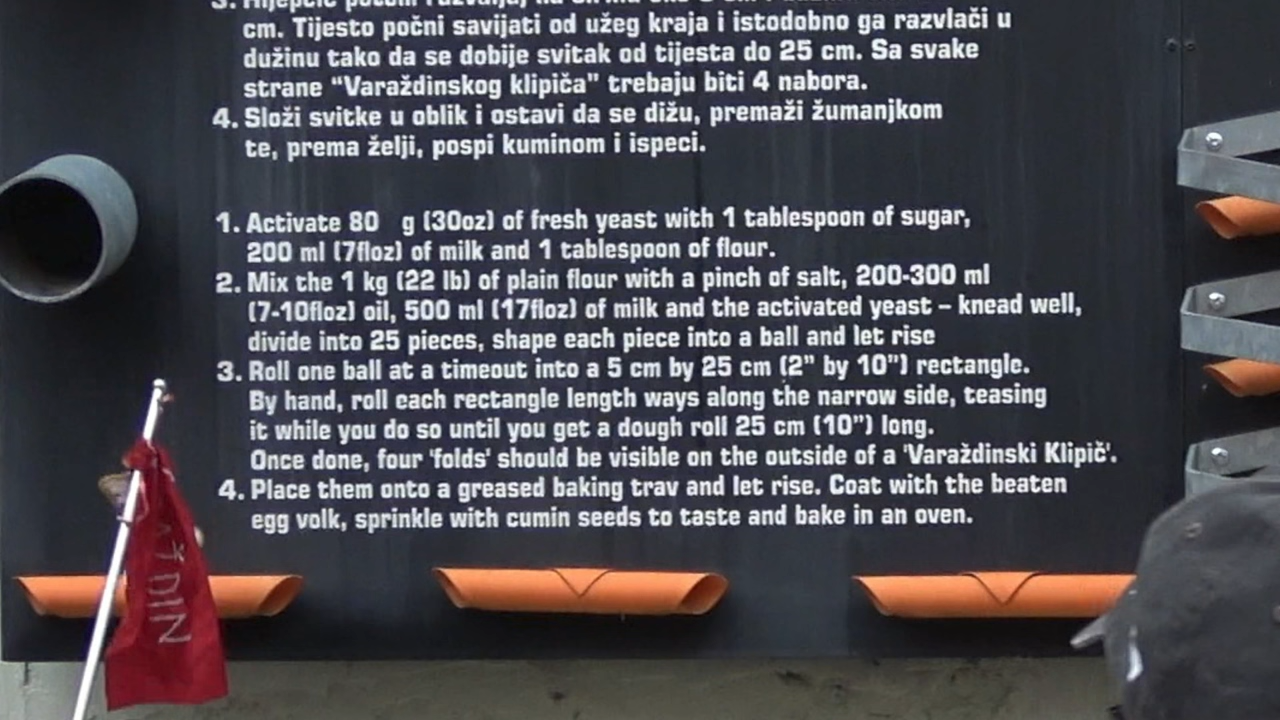 cm. Tijesto počni savijati od užeg kraja i istodobno ga razvlači u
dužinu tako da se dobije svitak od tijesta do 25 cm. Sa svake
strane “Varaždinskog klipiča” trebaju biti 4 nabora.
4. Složi svitke u oblik i ostavi da se dižu, premaži žumanjkom
te, prema želji, pospi kuminom i ispeci.
1. Activate 80 g (30oz) of fresh yeast with 1 tablespoon of sugar,
200 ml (7floz) of milk and 1 tablespoon of flour.
2. Mix the 1 kg (22 lb) of plain flour with a pinch of salt, 200-300 ml
(7-10floz) oil, 500 ml (17floz) of milk and the activated yeast – knead well,
divide into 25 pieces, shape each piece into a ball and let rise
3. Roll one ball at a timeout into a 5 cm by 25 cm (2” by 10”) rectangle.
By hand, roll each rectangle length ways along the narrow side, teasing
it while you do so until you get a dough roll 25 cm (10”) long.
Once done, four 'folds' should be visible on the outside of a 'Varaždinski Klipič'.
4. Place them onto a greased baking trav and let rise. Coat with the beaten
egg volk, sprinkle with cumin seeds to taste and bake in an oven.
AŽDIN